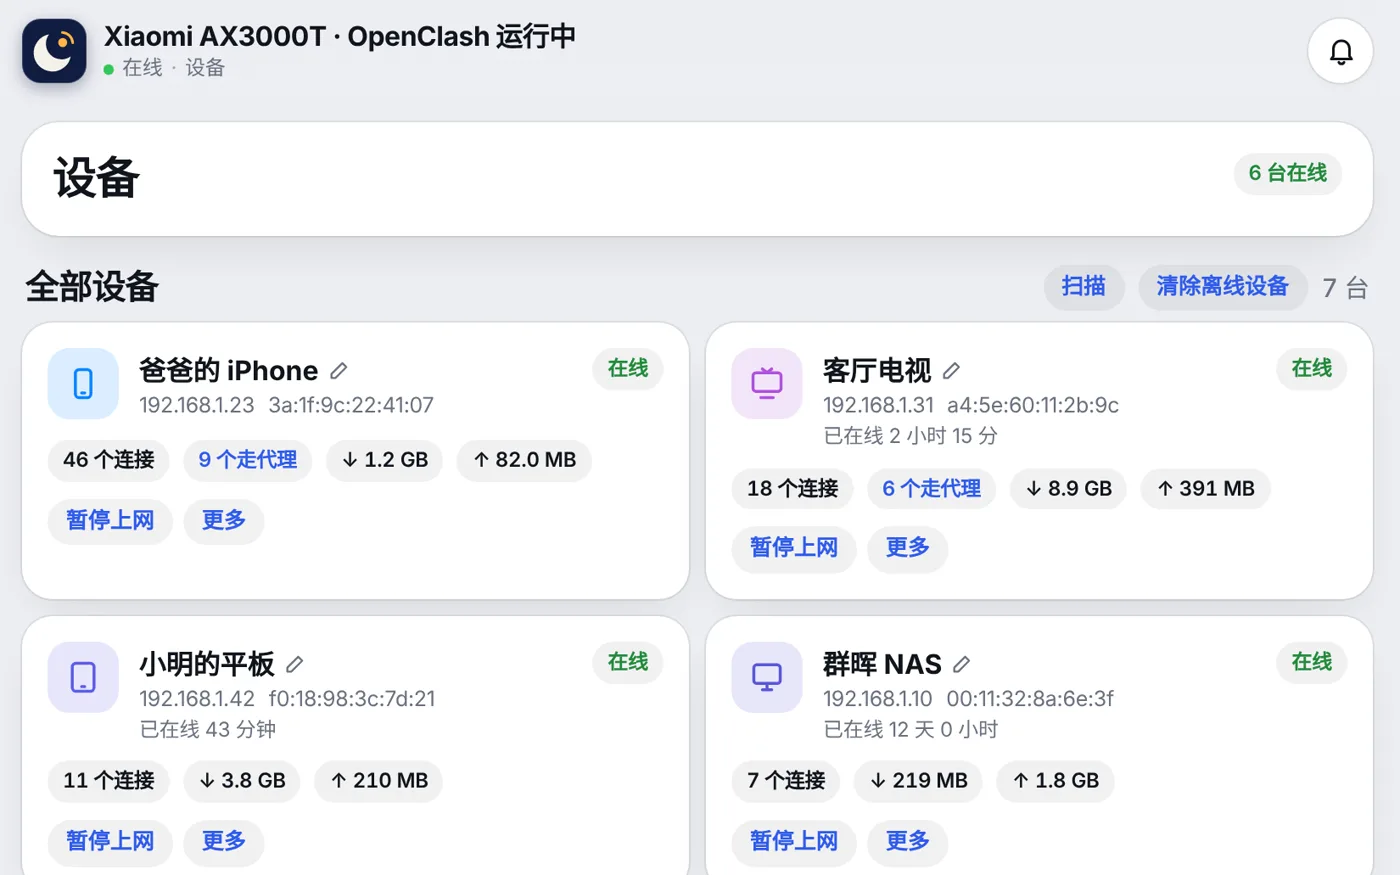 Xiaomi AX3000T · OpenClash 运行中
在线 · 设备
设备
6 台在线
全部设备
扫描
清除离线设备
7 台
爸爸的 iPhone
在线
192.168.1.23 3a:1f:9c:22:41:07
46 个连接
9 个走代理
↓ 1.2 GB
↑ 82.0 MB
暂停上网
更多
客厅电视
在线
192.168.1.31 a4:5e:60:11:2b:9c
已在线 2 小时 15 分
18 个连接
6 个走代理
↓ 8.9 GB
↑ 391 MB
暂停上网
更多
小明的平板
在线
192.168.1.42 f0:18:98:3c:7d:21
已在线 43 分钟
11 个连接
↓ 3.8 GB
↑ 210 MB
暂停上网
更多
群晖 NAS
在线
192.168.1.10 00:11:32:8a:6e:3f
已在线 12 天 0 小时
7 个连接
↓ 219 MB
↑ 1.8 GB
暂停上网
更多